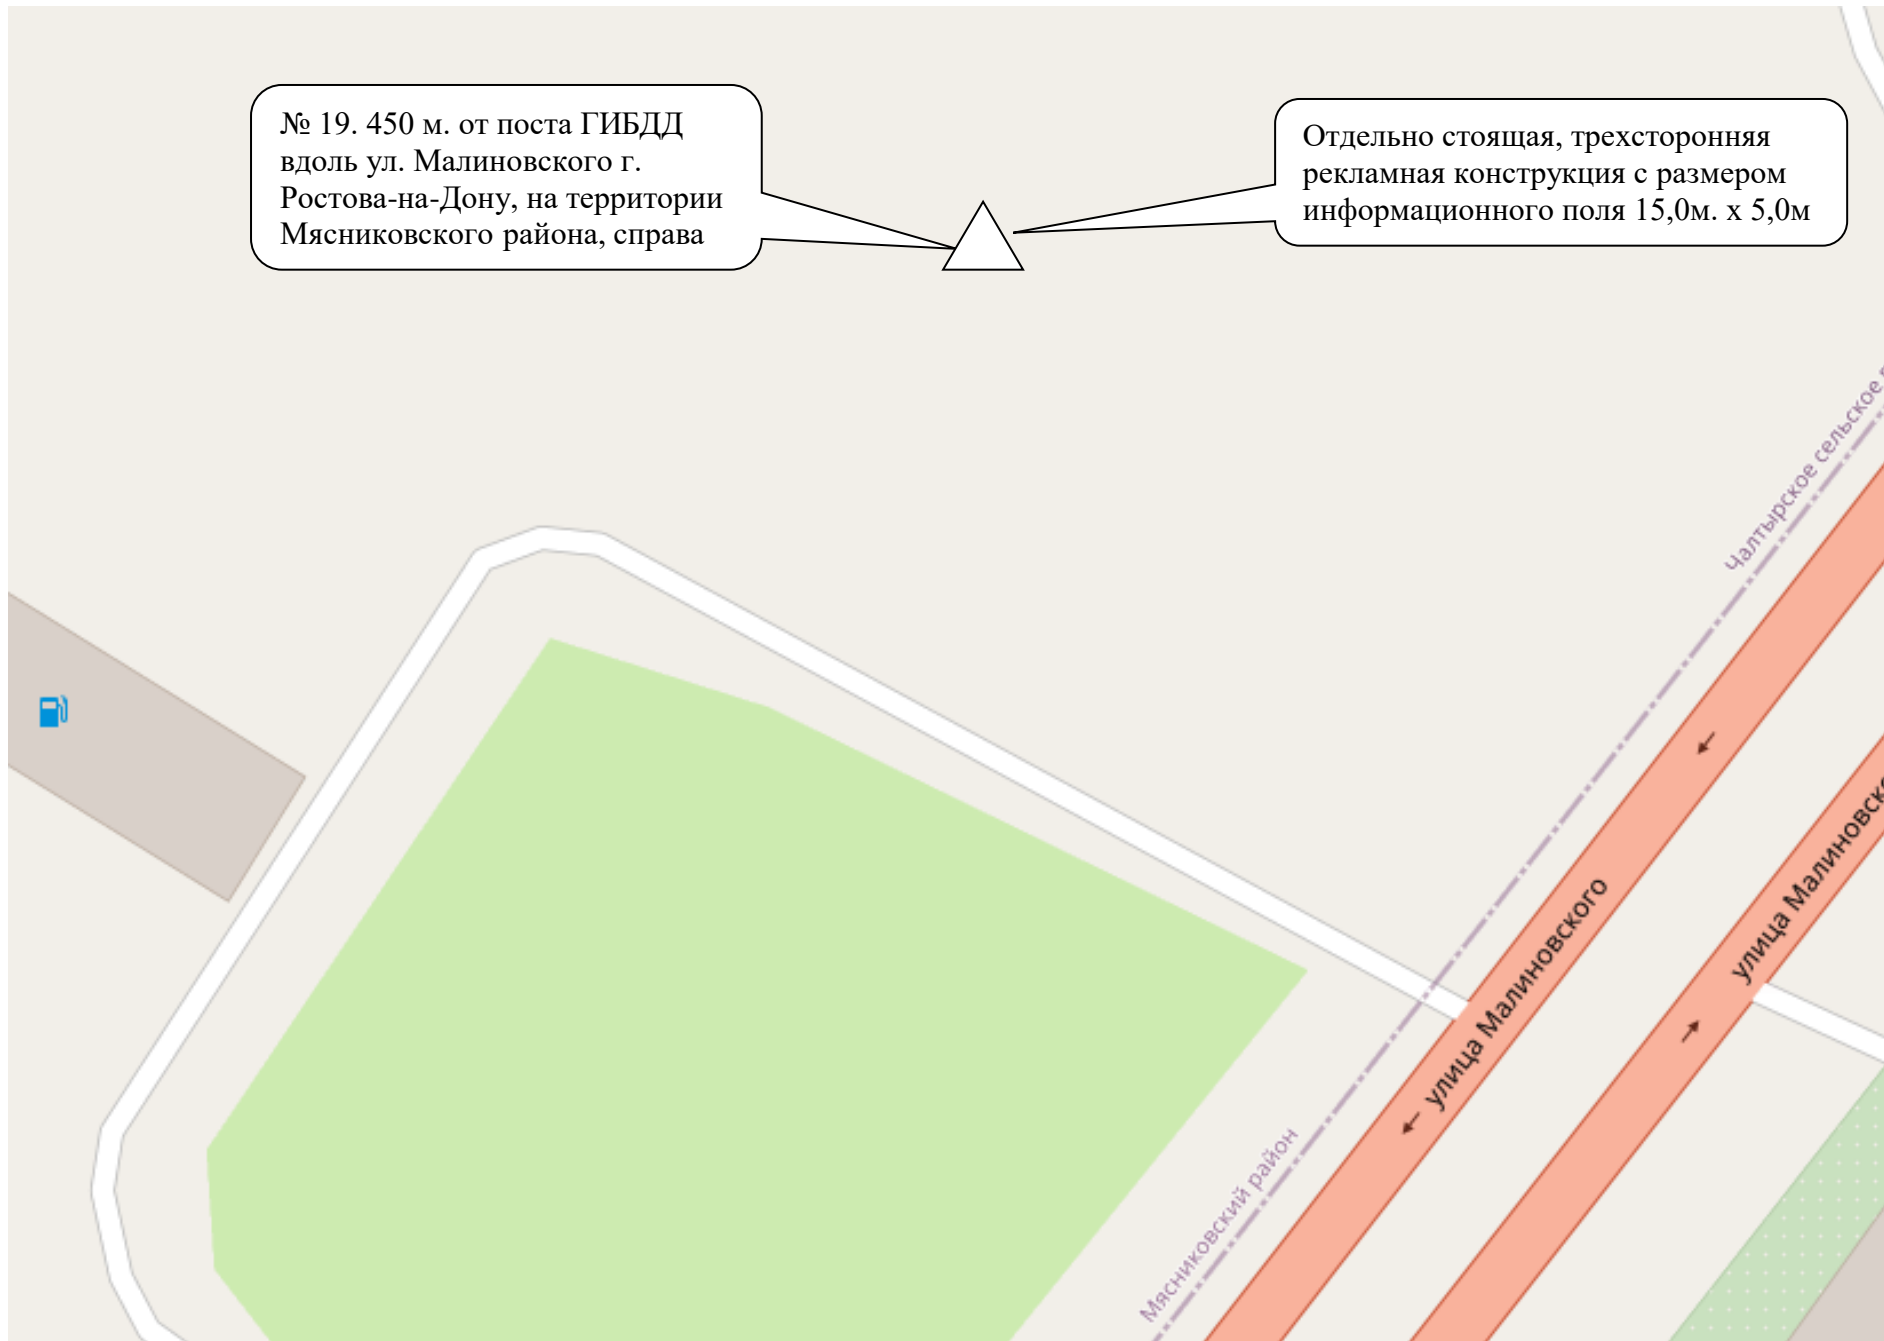 № 19. 450 м. от поста ГИБДД
вдоль ул. Малиновского г.
Ростова-на-Дону, на территории
Мясниковского района, справа
Отдельно стоящая, трехсторонняя
рекламная конструкция с размером
информационного поля 15,0м. х 5,0м
Чалтырское сельское
улица Малиновского
улица
Мясниковский район